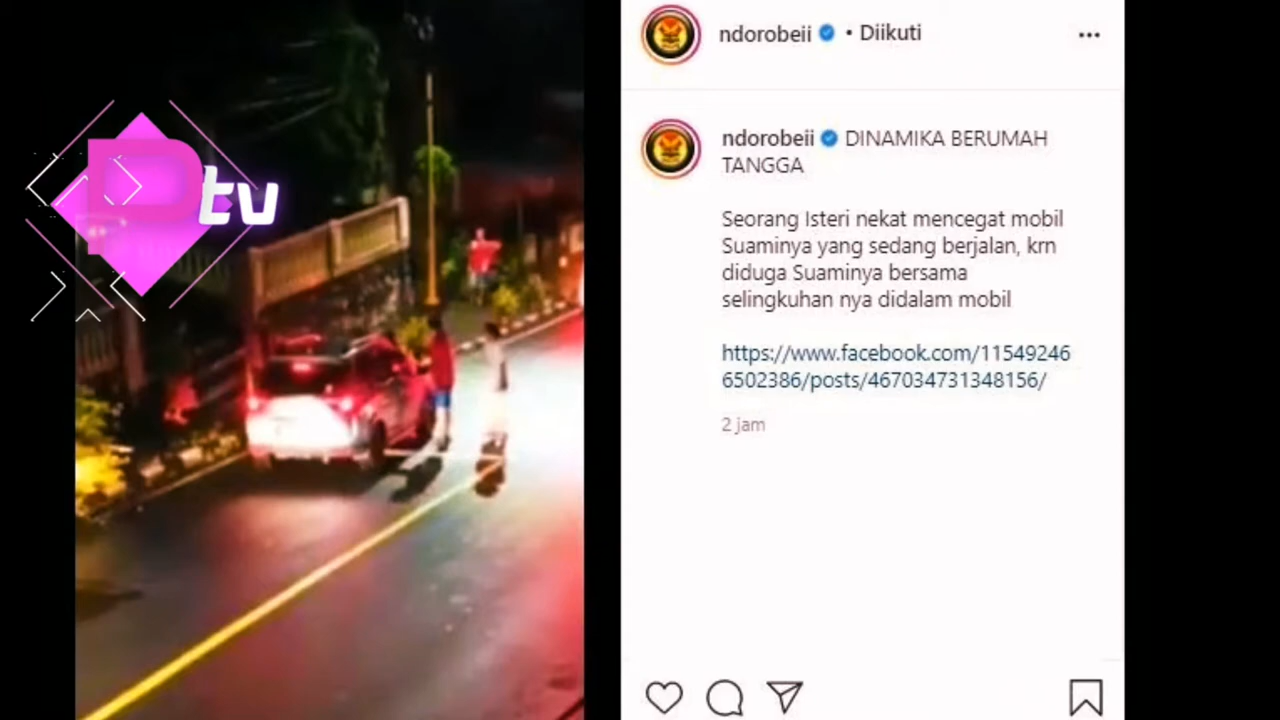 Ptv
ndorobeii • Diikuti
ndorobeii DINAMIKA BERUMAH
TANGGA
Seorang Isteri nekat mencegat mobil
Suaminya yang sedang berjalan, krn
diduga Suaminya bersama
selingkuhan nya didalam mobil
https://www.facebook.com/11549246
6502386/posts/467034731348156/
2 jam